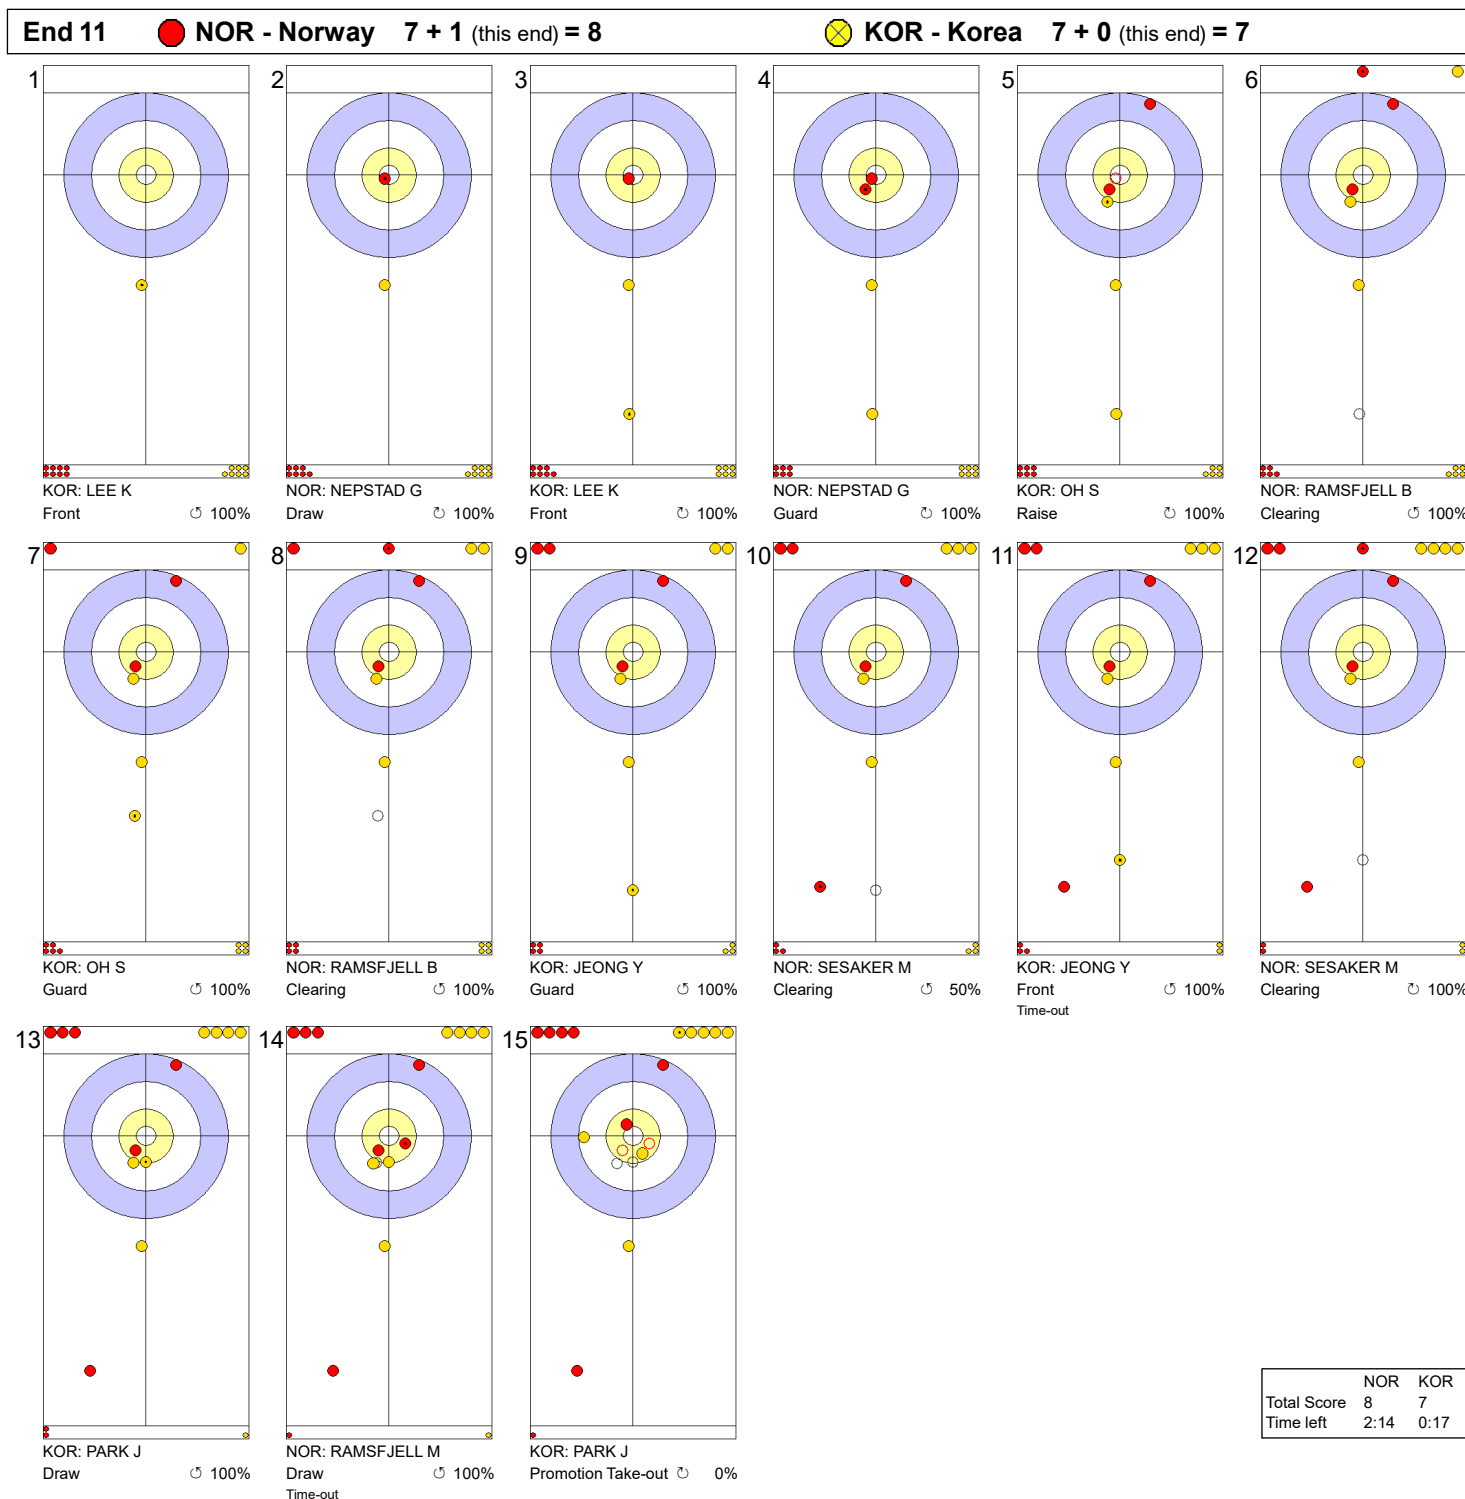 End 11 NOR - Norway 7 + 1 (this end) = 8 KOR - Korea 7 + 0 (this end) = 7
1 2 3 4 5 6
KOR: LEE K NOR: NEPSTAD G KOR: LEE K NOR: NEPSTAD G KOR: OH S NOR: RAMSFJELL B
Front 100% Draw 100% Front 100% Guard 100% Raise 100% Clearing 100%
7 8 9 10 11 12
KOR: OH S NOR: RAMSFJELL B KOR: JEONG Y NOR: SESAKER M KOR: JEONG Y NOR: SESAKER M
Guard 100% Clearing 100% Guard 100% Clearing 50% Front 100% Clearing 100%
Time-out
13 14 15
NOR KOR
Total Score 8 7
Time left 2:14 0:17
KOR: PARK J NOR: RAMSFJELL M KOR: PARK J
Draw 100% Draw 100% Promotion Take-out 0%
Time-out